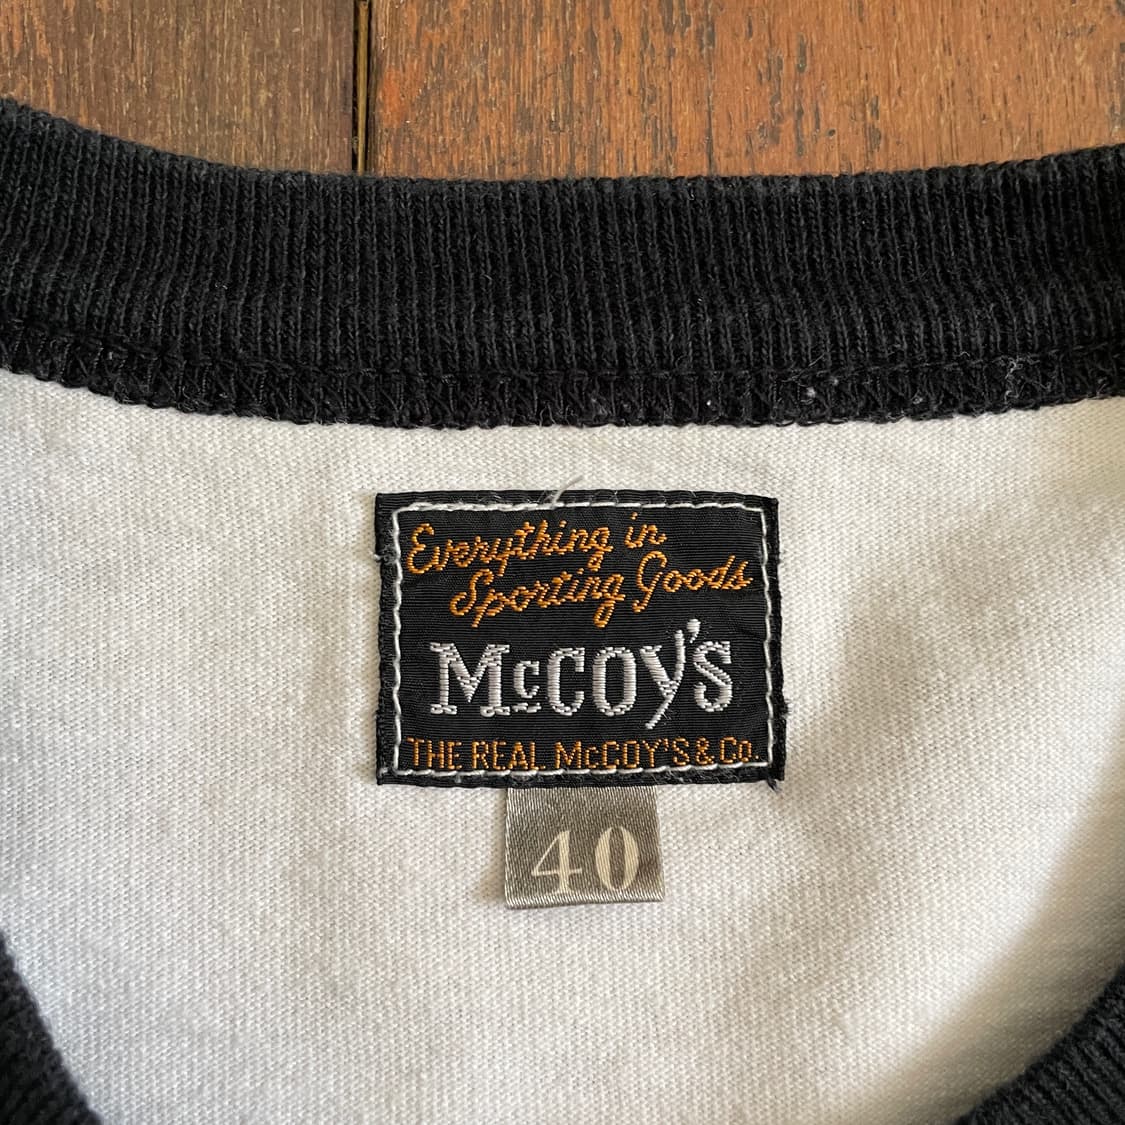 Everything in
Sporting Goods
McCOY'S
THE REAL McCOY'S & Co.
40